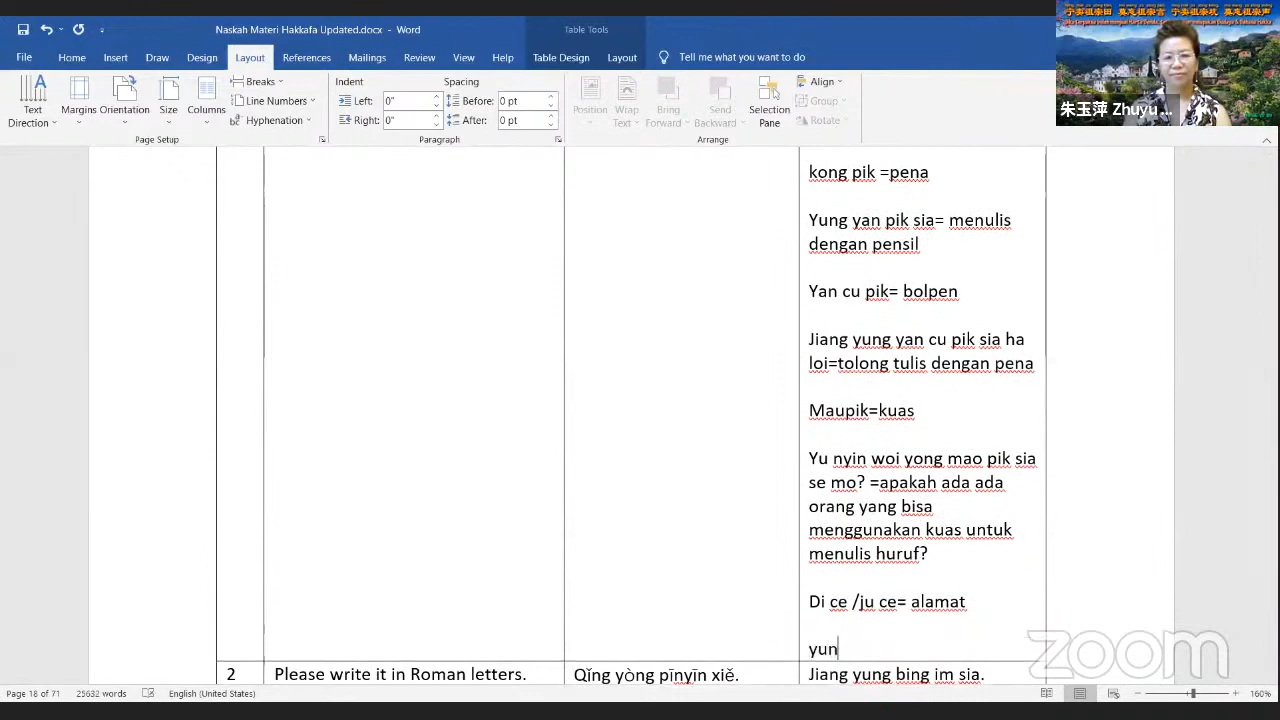 Naskah Materi Hakkafa Updated.docx - Word
Table Tools
File Home Insert Draw Design Layout References Mailings Review View Help Table Design Layout Tell me what you want to do
Text Direction
Margins
Orientation
Size
Columns
Breaks
Line Numbers
Hyphenation
Page Setup
Indent
Left: 0"
Right: 0"
Spacing
Before: 0 pt
After: 0 pt
Paragraph
Position
Wrap Text
Bring Forward
Send Backward
Selection Pane
Align
Group
Rotate
Arrange
朱玉萍 Zhuyu ...
kong pik =pena
Yung yan pik sia= menulis
dengan pensil
Yan cu pik= bolpen
Jiang yung yan cu pik sia ha
loi=tolong tulis dengan pena
Maupik=kuas
Yu nyin woi yong mao pik sia
se mo? =apakah ada ada
orang yang bisa
menggunakan kuas untuk
menulis huruf?
Di ce /ju ce= alamat
yun
2 Please write it in Roman letters. Qǐng yòng pīnyīn xiě. Jiang yung bing im sia.
zoom
Page 18 of 71 25632 words English (United States) 160%